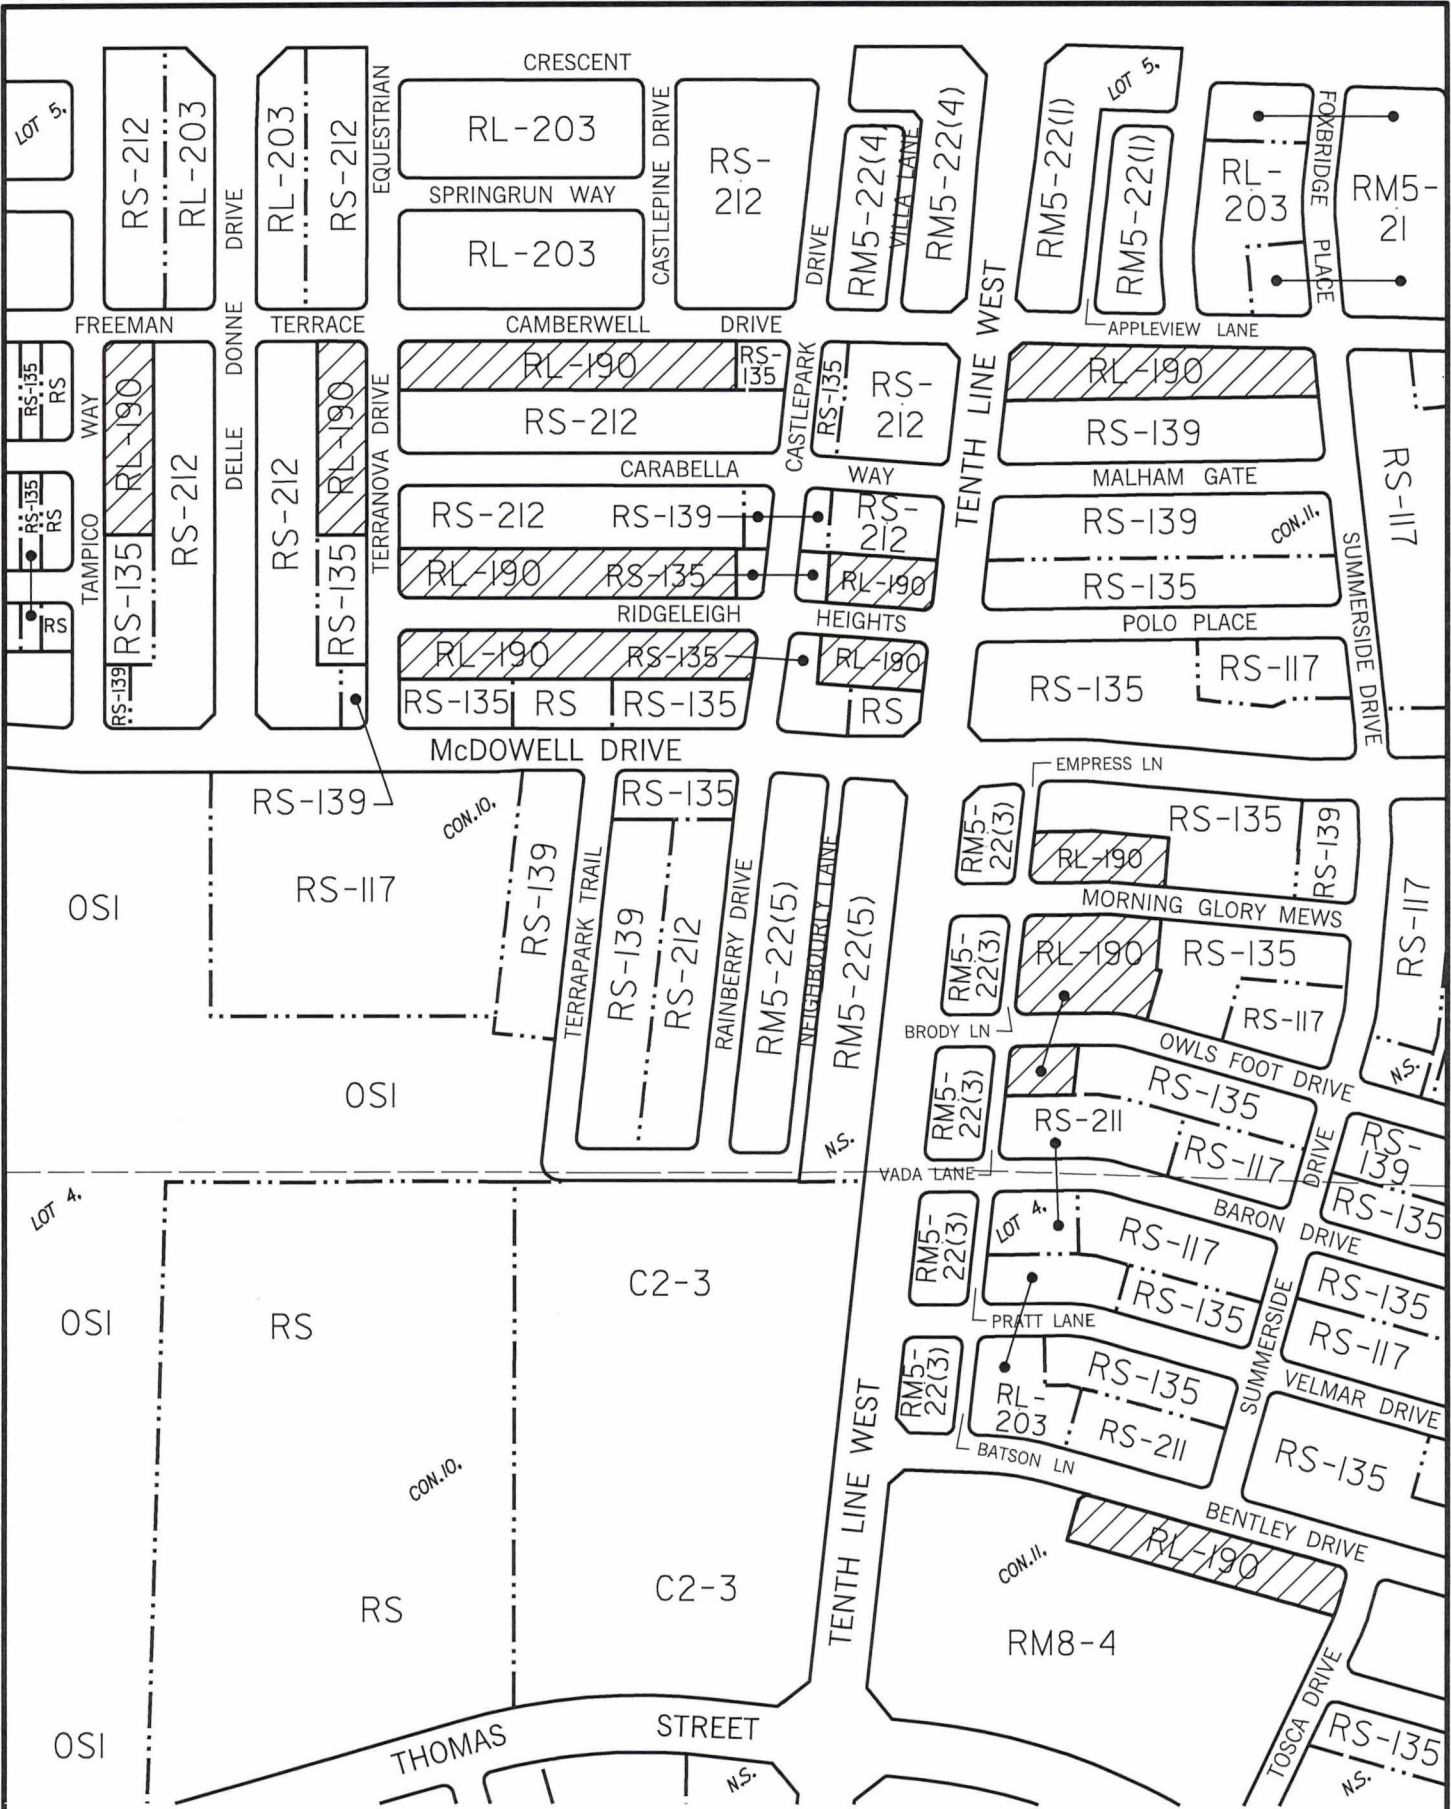 CRESCENT
LOT 5.
RS-212
RL-203
DRIVE
RL-203
RS-212
EQUESTRIAN
RL-203
SPRINGRUN WAY
RL-203
CASTLEPINE DRIVE
RS-
212
DRIVE
RM5-22(4)
VILLA LANE
RM5-22(4)
TENTH LINE WEST
RM5-22(1)
LOT 5.
RM5-22(1)
RL-
203
FOXBRIDGE PLACE
RM5-
21
APPLEVIEW LANE
FREEMAN
DONNE
TERRACE
CAMBERWELL
DRIVE
RS-135
RS
WAY
RL-190
RS-212
DELLE
RS-212
RL-190
TERRANOVA DRIVE
RL-190
RS-
135
RS-212
CASTLEPARK
RS-135
RS-
212
RL-190
RS-139
RS-117
CARABELLA
WAY
MALHAM GATE
RS-135
RS
TAMPICO
RS-135
RS-135
RS-212
RS-139
RS-
212
RS-139
CON.11.
SUMMERSIDE DRIVE
RL-190
RS-135
RL-190
RS-135
RS
RIDGELEIGH
HEIGHTS
POLO PLACE
RL-190
RS-135
RL-190
RS-135
RS-117
RS-139
RS-135
RS
RS-135
RS
McDOWELL DRIVE
EMPRESS LN
RS-139
CON.10.
RS-135
RM5-
22(3)
RS-135
RS-139
RL-190
OS1
RS-117
RS-139
TERRAPARK TRAIL
RS-139
RS-212
RAINBERRY DRIVE
RM5-22(5)
NEIGHBOURLY LANE
RM5-22(5)
MORNING GLORY MEWS
RS-117
RM5-
22(3)
RL-190
RS-135
RS-117
BRODY LN
OWLS FOOT DRIVE
N.S.
OS1
RM5-
22(3)
RS-135
RS-211
RS-117
DRIVE
RS-
139
N.S.
VADA LANE
RS-135
LOT 4.
BARON DRIVE
RM5-
22(3)
LOT 4.
RS-117
RS-135
C2-3
RS-135
RS-117
OS1
RS
PRATT LANE
SUMMERSIDE
RM5-
22(3)
RL-
203
RS-135
RS-211
VELMAR DRIVE
TENTH LINE WEST
BATSON LN
RS-135
CON.10.
BENTLEY DRIVE
RL-190
CON.11.
C2-3
RS
RM8-4
TOSCA DRIVE
OS1
THOMAS
STREET
RS-135
N.S.
N.S.